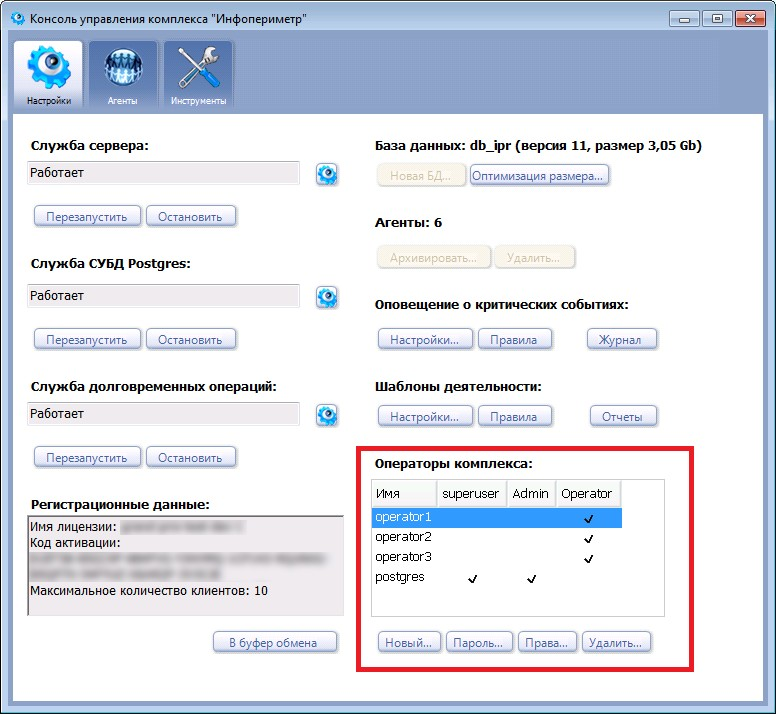 Консоль управления комплекса "Инфопериметр"
Настройки
Агенты
Инструменты
Служба сервера:
Работает
Перезапустить
Остановить
Служба СУБД Postgres:
Работает
Перезапустить
Остановить
Служба долговременных операций:
Работает
Перезапустить
Остановить
Регистрационные данные:
Имя лицензии:
Код активации:
Максимальное количество клиентов: 10
В буфер обмена
База данных: db_ipr (версия 11, размер 3,05 Gb)
Новая БД...
Оптимизация размера...
Агенты: 6
Архивировать...
Удалить...
Оповещение о критических событиях:
Настройки...
Правила
Журнал
Шаблоны деятельности:
Настройки...
Правила
Отчеты
Операторы комплекса:
Имя superuser Admin Operator
operator1 ✓
operator2 ✓
operator3 ✓
postgres ✓ ✓
Новый...
Пароль...
Права...
Удалить...